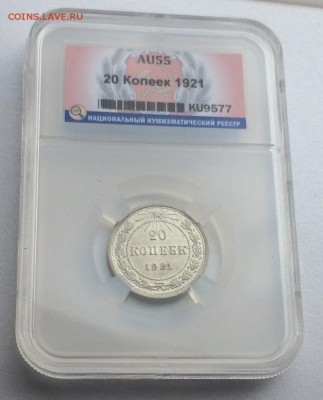 COINS.LAVE.RU
AU55
20 Копеек 1921
KU9577
НАЦИОНАЛЬНЫЙ НУМИЗМАТИЧЕСКИЙ РЕЕСТР
20
КОПЕЕК
1921